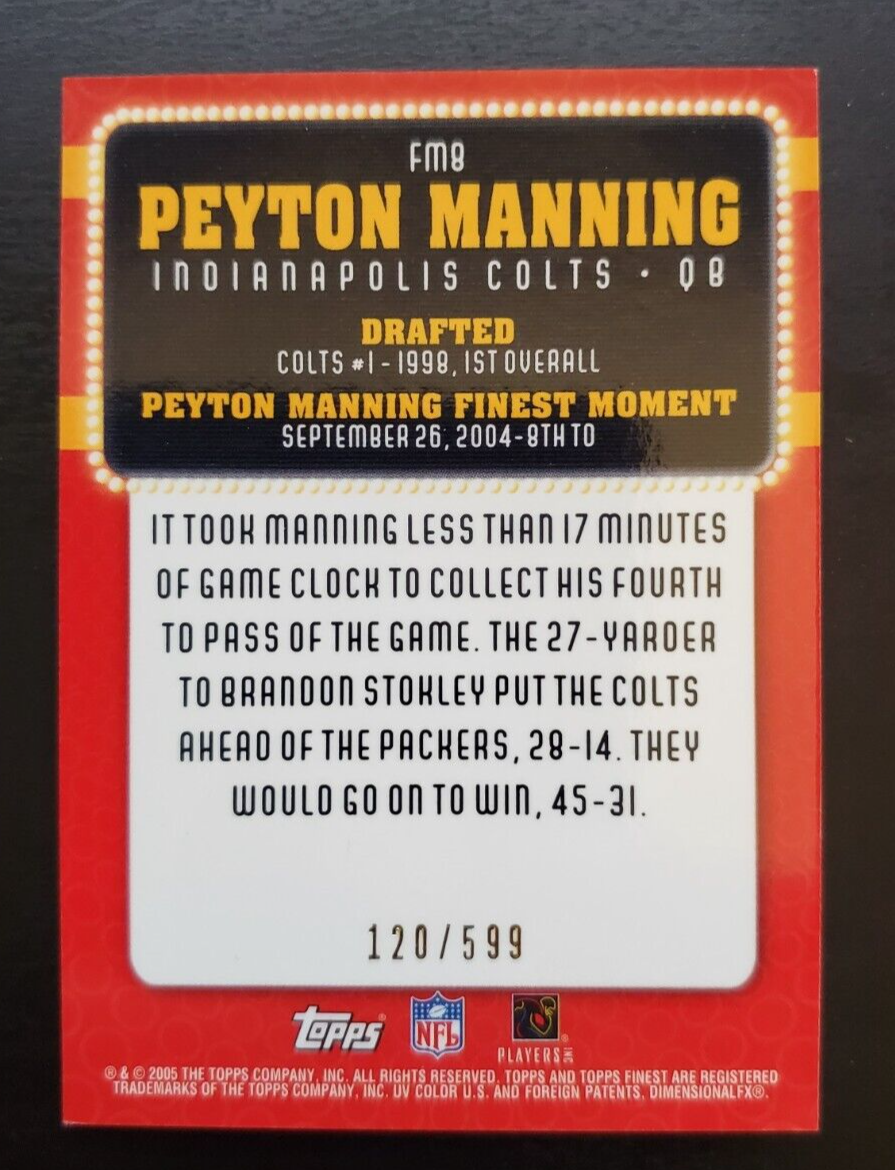 FM8
PEYTON MANNING
INDIANAPOLIS COLTS · QB
DRAFTED
COLTS #1 - 1998, 1ST OVERALL
PEYTON MANNING FINEST MOMENT
SEPTEMBER 26, 2004-8TH TD
IT TOOK MANNING LESS THAN 17 MINUTES
OF GAME CLOCK TO COLLECT HIS FOURTH
TD PASS OF THE GAME. THE 27-YARDER
TO BRANDON STOKLEY PUT THE COLTS
AHEAD OF THE PACKERS, 28-14. THEY
WOULD GO ON TO WIN, 45-31.
120/599
topps®
NFL
PLAYERS INC ®
® & © 2005 THE TOPPS COMPANY, INC. ALL RIGHTS RESERVED. TOPPS AND TOPPS FINEST ARE REGISTERED
TRADEMARKS OF THE TOPPS COMPANY, INC. UV COLOR U.S. AND FOREIGN PATENTS, DIMENSIONALFX®.